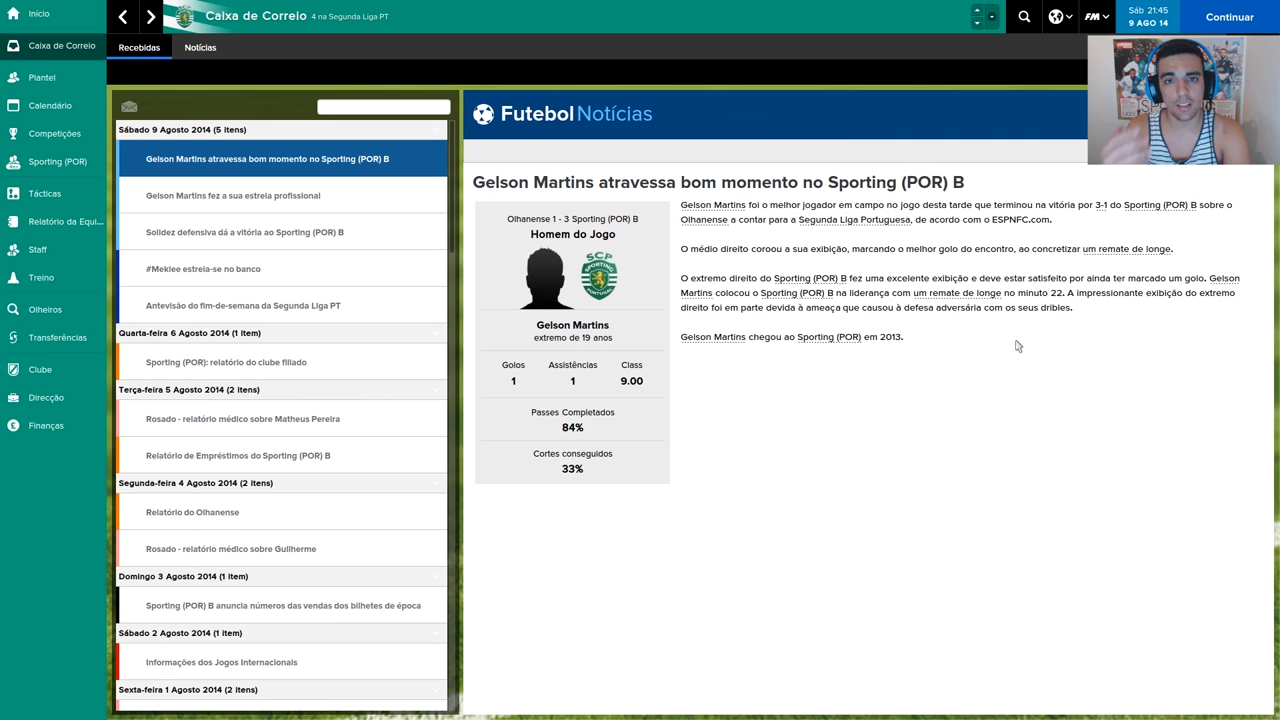 Início
Caixa de Correio
Plantel
Calendário
Competições
Sporting (POR)
Tácticas
Relatório da Equi...
Staff
Treino
Olheiros
Transferências
Clube
Direcção
Finanças
Caixa de Correio 4 na Segunda Liga PT
FM
Sáb 21:45
9 AGO 14
Continuar
Recebidas Notícias
Sábado 9 Agosto 2014 (5 itens)
Gelson Martins atravessa bom momento no Sporting (POR) B
Gelson Martins fez a sua estreia profissional
Solidez defensiva dá a vitória ao Sporting (POR) B
#Meklee estreia-se no banco
Antevisão do fim-de-semana da Segunda Liga PT
Quarta-feira 6 Agosto 2014 (1 item)
Sporting (POR): relatório do clube filiado
Terça-feira 5 Agosto 2014 (2 itens)
Rosado - relatório médico sobre Matheus Pereira
Relatório de Empréstimos do Sporting (POR) B
Segunda-feira 4 Agosto 2014 (2 itens)
Relatório do Olhanense
Rosado - relatório médico sobre Guilherme
Domingo 3 Agosto 2014 (1 item)
Sporting (POR) B anuncia números das vendas dos bilhetes de época
Sábado 2 Agosto 2014 (1 item)
Informações dos Jogos Internacionais
Sexta-feira 1 Agosto 2014 (2 itens)
Futebol Notícias
Gelson Martins atravessa bom momento no Sporting (POR) B
Olhanense 1 - 3 Sporting (POR) B
Homem do Jogo
SCP
Gelson Martins
extremo de 19 anos
Golos Assistências Class
1 1 9.00
Passes Completados
84%
Cortes conseguidos
33%
Gelson Martins foi o melhor jogador em campo no jogo desta tarde que terminou na vitória por 3-1 do Sporting (POR) B sobre o
Olhanense a contar para a Segunda Liga Portuguesa, de acordo com o ESPNFC.com.
O médio direito coroou a sua exibição, marcando o melhor golo do encontro, ao concretizar um remate de longe.
O extremo direito do Sporting (POR) B fez uma excelente exibição e deve estar satisfeito por ainda ter marcado um golo. Gelson
Martins colocou o Sporting (POR) B na liderança com um remate de longe no minuto 22. A impressionante exibição do extremo
direito foi em parte devida à ameaça que causou à defesa adversária com os seus dribles.
Gelson Martins chegou ao Sporting (POR) em 2013.